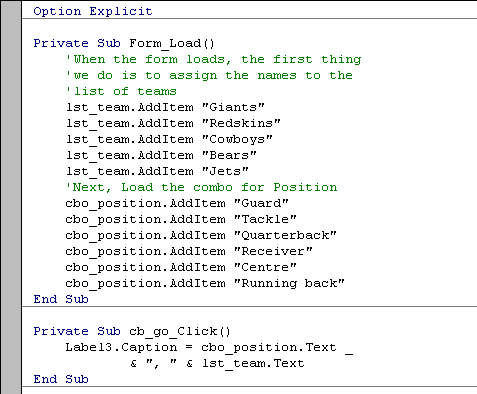 Option Explicit
Private Sub Form_Load()
'When the form loads, the first thing
'we do is to assign the names to the
'list of teams
lst_team.AddItem "Giants"
lst_team.AddItem "Redskins"
lst_team.AddItem "Cowboys"
lst_team.AddItem "Bears"
lst_team.AddItem "Jets"
'Next, Load the combo for Position
cbo_position.AddItem "Guard"
cbo_position.AddItem "Tackle"
cbo_position.AddItem "Quarterback"
cbo_position.AddItem "Receiver"
cbo_position.AddItem "Centre"
cbo_position.AddItem "Running back"
End Sub
Private Sub cb_go_Click()
Label3.Caption = cbo_position.Text _
& ", " & lst_team.Text
End Sub